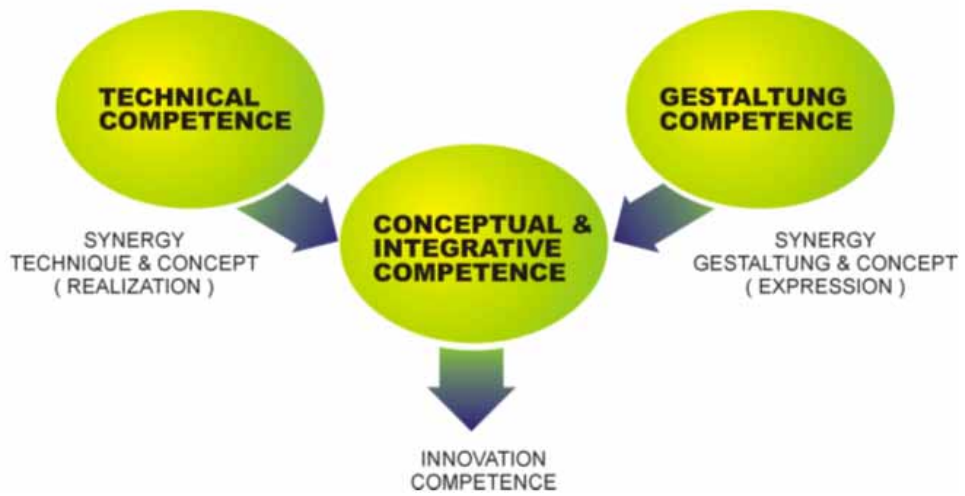 TECHNICAL
COMPETENCE
GESTALTUNG
COMPETENCE
CONCEPTUAL &
INTEGRATIVE
COMPETENCE
SYNERGY
TECHNIQUE & CONCEPT
( REALIZATION )
SYNERGY
GESTALTUNG & CONCEPT
( EXPRESSION )
INNOVATION
COMPETENCE